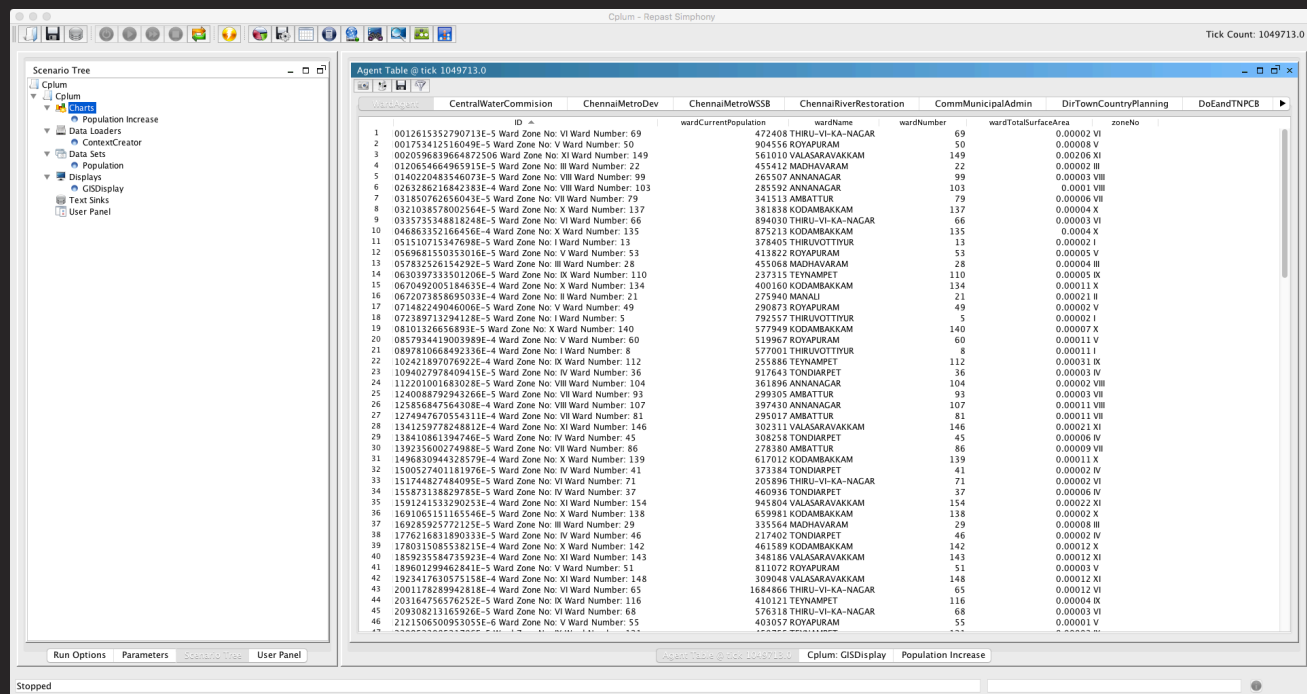 Cplum - Repast Simphony
Tick Count: 1049713.0
Scenario Tree
Cplum
Cplum
Charts
Population Increase
Data Loaders
ContextCreator
Data Sets
Population
Displays
GISDisplay
Text Sinks
User Panel
Run Options Parameters Scenario Tree User Panel
Agent Table @ tick 1049713.0
WardAgent CentralWaterCommision ChennaiMetroDev ChennaiMetroWSSB ChennaiRiverRestoration CommMunicipalAdmin DirTownCountryPlanning DoEandTNPCB
ID wardCurrentPopulation wardName wardNumber wardTotalSurfaceArea zoneNo
1 0012615352790713E-5 Ward Zone No: VI Ward Number: 69 472408 THIRU-VI-KA-NAGAR 69 0.00002 VI
2 001753412516049E-5 Ward Zone No: V Ward Number: 50 904556 ROYAPURAM 50 0.00008 V
3 0020596839664872506 Ward Zone No: XI Ward Number: 149 561010 VALASARAVAKKAM 149 0.00206 XI
4 012065464965915E-5 Ward Zone No: III Ward Number: 22 455412 MADHAVARAM 22 0.00002 III
5 0140220483546073E-5 Ward Zone No: VIII Ward Number: 99 265507 ANNANAGAR 99 0.00003 VIII
6 0263286216842383E-4 Ward Zone No: VIII Ward Number: 103 285592 ANNANAGAR 103 0.0001 VIII
7 031850762656043E-5 Ward Zone No: VII Ward Number: 79 341513 AMBATTUR 79 0.00006 VII
8 0321038578002564E-5 Ward Zone No: X Ward Number: 137 381838 KODAMBAKKAM 137 0.00004 X
9 0335735348818248E-5 Ward Zone No: VI Ward Number: 66 894030 THIRU-VI-KA-NAGAR 66 0.00003 VI
10 046863352166456E-4 Ward Zone No: X Ward Number: 135 875213 KODAMBAKKAM 135 0.0004 X
11 051510715347698E-5 Ward Zone No: I Ward Number: 13 378405 THIRUVOTTIYUR 13 0.00002 I
12 0569681550353016E-5 Ward Zone No: V Ward Number: 53 413822 ROYAPURAM 53 0.00005 V
13 057832526154292E-5 Ward Zone No: III Ward Number: 28 455068 MADHAVARAM 28 0.00004 III
14 0630397333501206E-5 Ward Zone No: IX Ward Number: 110 237315 TEYNAMPET 110 0.00005 IX
15 0670492005184635E-4 Ward Zone No: X Ward Number: 134 400160 KODAMBAKKAM 134 0.00011 X
16 0672073858695033E-4 Ward Zone No: II Ward Number: 21 275940 MANALI 21 0.00021 II
17 071482249046006E-5 Ward Zone No: V Ward Number: 49 290873 ROYAPURAM 49 0.00002 V
18 072389713294128E-5 Ward Zone No: I Ward Number: 5 792557 THIRUVOTTIYUR 5 0.00002 I
19 08101326656893E-5 Ward Zone No: X Ward Number: 140 577949 KODAMBAKKAM 140 0.00007 X
20 0857934419003989E-4 Ward Zone No: V Ward Number: 60 519967 ROYAPURAM 60 0.00011 V
21 0897810668492336E-4 Ward Zone No: I Ward Number: 8 577001 THIRUVOTTIYUR 8 0.00011 I
22 102421897076922E-4 Ward Zone No: IX Ward Number: 112 255886 TEYNAMPET 112 0.00031 IX
23 1094027978409415E-5 Ward Zone No: IV Ward Number: 36 917643 TONDIARPET 36 0.00003 IV
24 112201001683028E-5 Ward Zone No: VIII Ward Number: 104 361896 ANNANAGAR 104 0.00002 VIII
25 1240088792943266E-5 Ward Zone No: VII Ward Number: 93 299305 AMBATTUR 93 0.00003 VII
26 125856847564308E-4 Ward Zone No: VIII Ward Number: 107 397430 ANNANAGAR 107 0.00011 VIII
27 1274947670554311E-4 Ward Zone No: VII Ward Number: 81 295017 AMBATTUR 81 0.00011 VII
28 1341259778248812E-4 Ward Zone No: XI Ward Number: 146 302311 VALASARAVAKKAM 146 0.00021 XI
29 138410861394746E-5 Ward Zone No: IV Ward Number: 45 308258 TONDIARPET 45 0.00006 IV
30 139235600274988E-5 Ward Zone No: VII Ward Number: 86 278380 AMBATTUR 86 0.00009 VII
31 1496830944328579E-4 Ward Zone No: X Ward Number: 139 617012 KODAMBAKKAM 139 0.00011 X
32 1500527401181976E-5 Ward Zone No: IV Ward Number: 41 373384 TONDIARPET 41 0.00002 IV
33 151744827484095E-5 Ward Zone No: VI Ward Number: 71 205896 THIRU-VI-KA-NAGAR 71 0.00002 VI
34 155873138829785E-5 Ward Zone No: IV Ward Number: 37 460936 TONDIARPET 37 0.00006 IV
35 1591241533290253E-4 Ward Zone No: XI Ward Number: 154 945804 VALASARAVAKKAM 154 0.00022 XI
36 1691065151165546E-5 Ward Zone No: X Ward Number: 138 659981 KODAMBAKKAM 138 0.00002 X
37 169285925772125E-5 Ward Zone No: III Ward Number: 29 335564 MADHAVARAM 29 0.00008 III
38 1776216831890333E-5 Ward Zone No: IV Ward Number: 46 217402 TONDIARPET 46 0.00002 IV
39 1780315085538215E-4 Ward Zone No: X Ward Number: 142 461589 KODAMBAKKAM 142 0.00012 X
40 1859235584735923E-4 Ward Zone No: XI Ward Number: 143 348186 VALASARAVAKKAM 143 0.00012 XI
41 189601299462841E-5 Ward Zone No: V Ward Number: 51 811072 ROYAPURAM 51 0.00003 V
42 1923417630575158E-4 Ward Zone No: XI Ward Number: 148 309048 VALASARAVAKKAM 148 0.00012 XI
43 2001178289942818E-4 Ward Zone No: VI Ward Number: 65 1684866 THIRU-VI-KA-NAGAR 65 0.00012 VI
44 203164756576252E-5 Ward Zone No: IX Ward Number: 116 410121 TEYNAMPET 116 0.00004 IX
45 209308213165926E-5 Ward Zone No: VI Ward Number: 68 576318 THIRU-VI-KA-NAGAR 68 0.00003 VI
46 2121506500953055E-6 Ward Zone No: V Ward Number: 55 403057 ROYAPURAM 55 0.00001 V
Agent Table @ tick 1049713.0 Cplum: GISDisplay Population Increase
Stopped